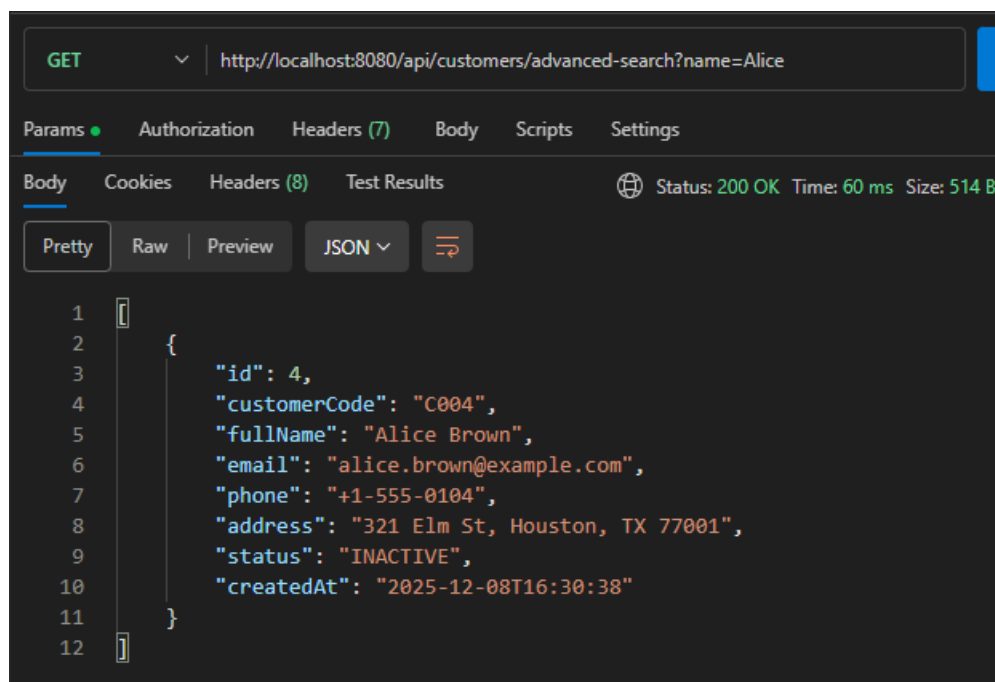 GET http://localhost:8080/api/customers/advanced-search?name=Alice
Params Authorization Headers (7) Body Scripts Settings
Body Cookies Headers (8) Test Results Status: 200 OK Time: 60 ms Size: 514 B
Pretty Raw Preview JSON
1 [
2 {
3 "id": 4,
4 "customerCode": "C004",
5 "fullName": "Alice Brown",
6 "email": "alice.brown@example.com",
7 "phone": "+1-555-0104",
8 "address": "321 Elm St, Houston, TX 77001",
9 "status": "INACTIVE",
10 "createdAt": "2025-12-08T16:30:38"
11 }
12 ]